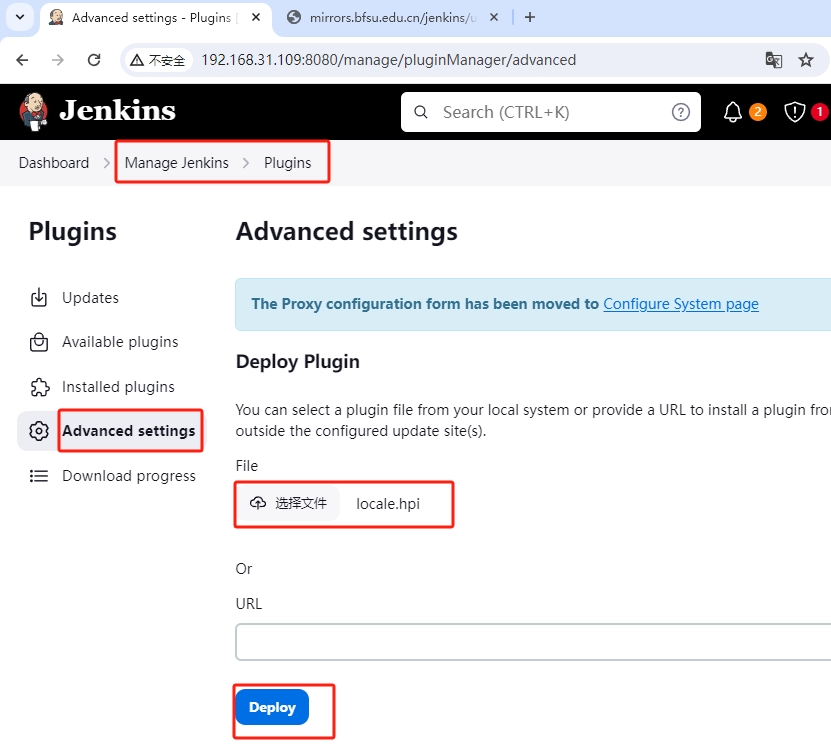 Advanced settings - Plugins
mirrors.bfsu.edu.cn/jenkins/u
不安全
192.168.31.109:8080/manage/pluginManager/advanced
Jenkins
Search (CTRL+K)
2
1
Dashboard
Manage Jenkins
Plugins
Plugins
Updates
Available plugins
Installed plugins
Advanced settings
Download progress
Advanced settings
The Proxy configuration form has been moved to Configure System page
Deploy Plugin
You can select a plugin file from your local system or provide a URL to install a plugin fro
outside the configured update site(s).
File
选择文件
locale.hpi
Or
URL
Deploy